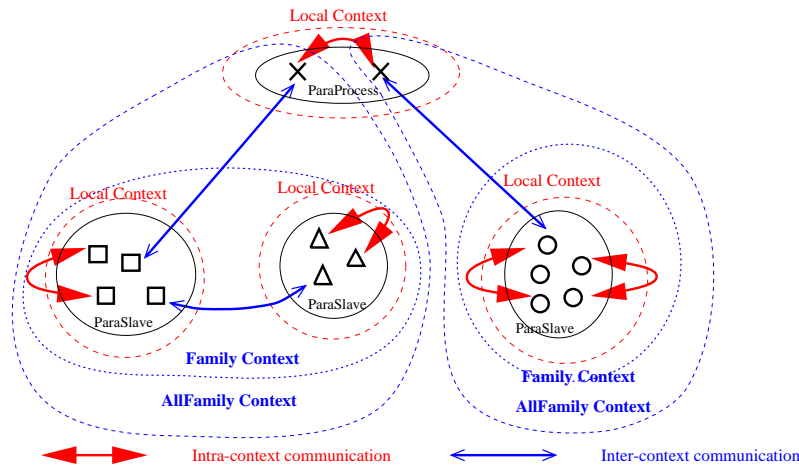 Local Context
ParaProcess
Local Context
Local Context
Local Context
ParaSlave
ParaSlave
ParaSlave
Family Context
Family Context
AllFamily Context
AllFamily Context
Intra-context communication
Inter-context communication